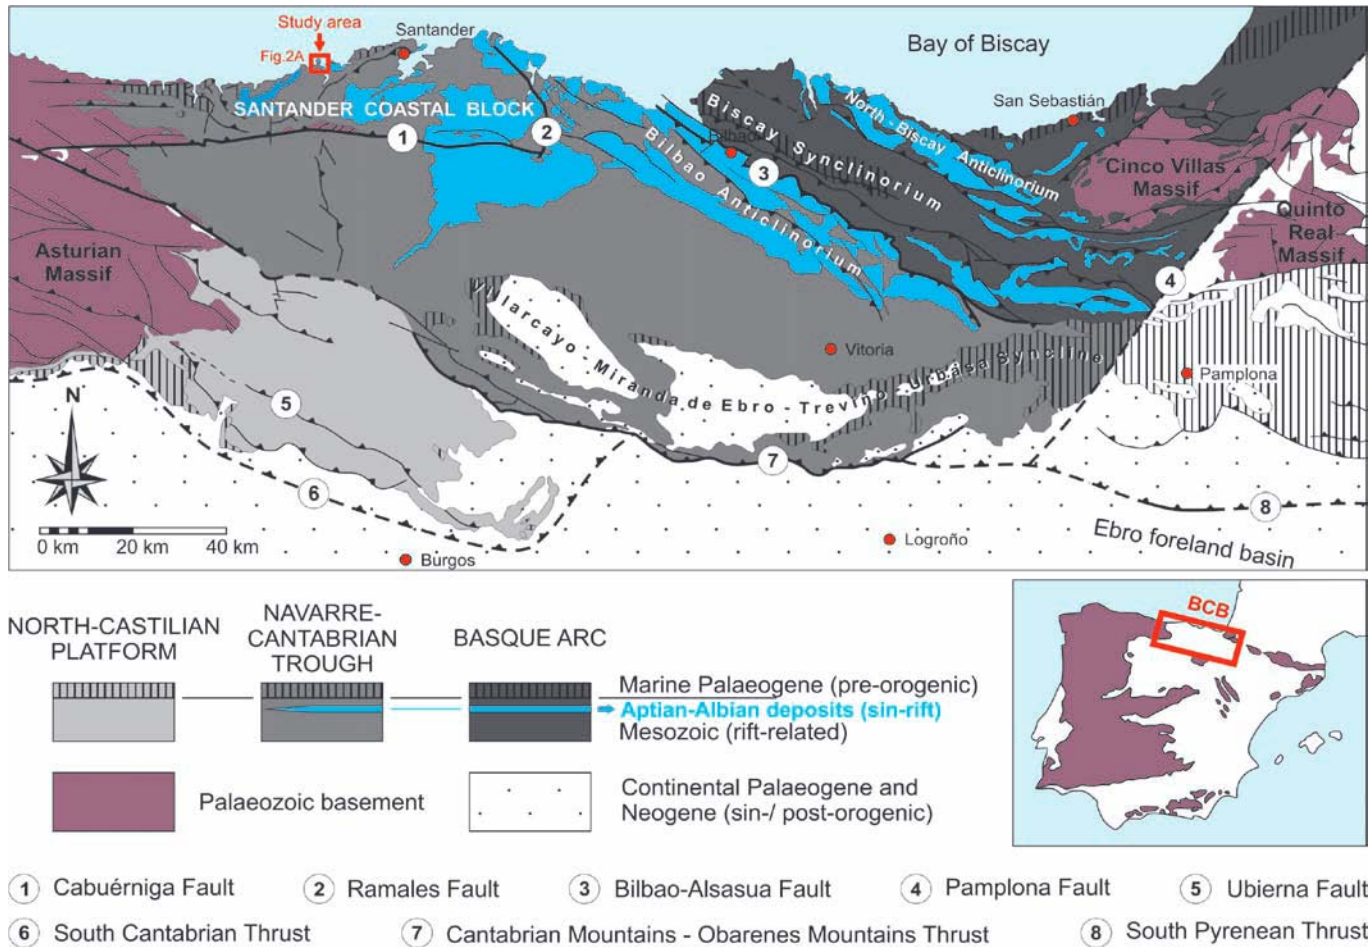 Study area
Fig.2A
Santander
Bay of Biscay
San Sebastián
SANTANDER COASTAL BLOCK
1
2
Biscay Synclinorium
North - Biscay Anticlinorium
Bilbao
3
Bilbao Anticlinorium
Cinco Villas
Massif
Quinto
Real
Massif
Asturian
Massif
4
Villarcayo - Miranda de Ebro - Treviño - Urbasa Syncline
Vitoria
Pamplona
N
5
6
7
8
0 km
20 km
40 km
Burgos
Logroño
Ebro foreland basin
NORTH-CASTILIAN
PLATFORM
NAVARRE-
CANTABRIAN
TROUGH
BASQUE ARC
Marine Palaeogene (pre-orogenic)
Aptian-Albian deposits (sin-rift)
Mesozoic (rift-related)
Palaeozoic basement
Continental Palaeogene and
Neogene (sin-/ post-orogenic)
BCB
1 Cabuérniga Fault
2 Ramales Fault
3 Bilbao-Alsasua Fault
4 Pamplona Fault
5 Ubierna Fault
6 South Cantabrian Thrust
7 Cantabrian Mountains - Obarenes Mountains Thrust
8 South Pyrenean Thrust